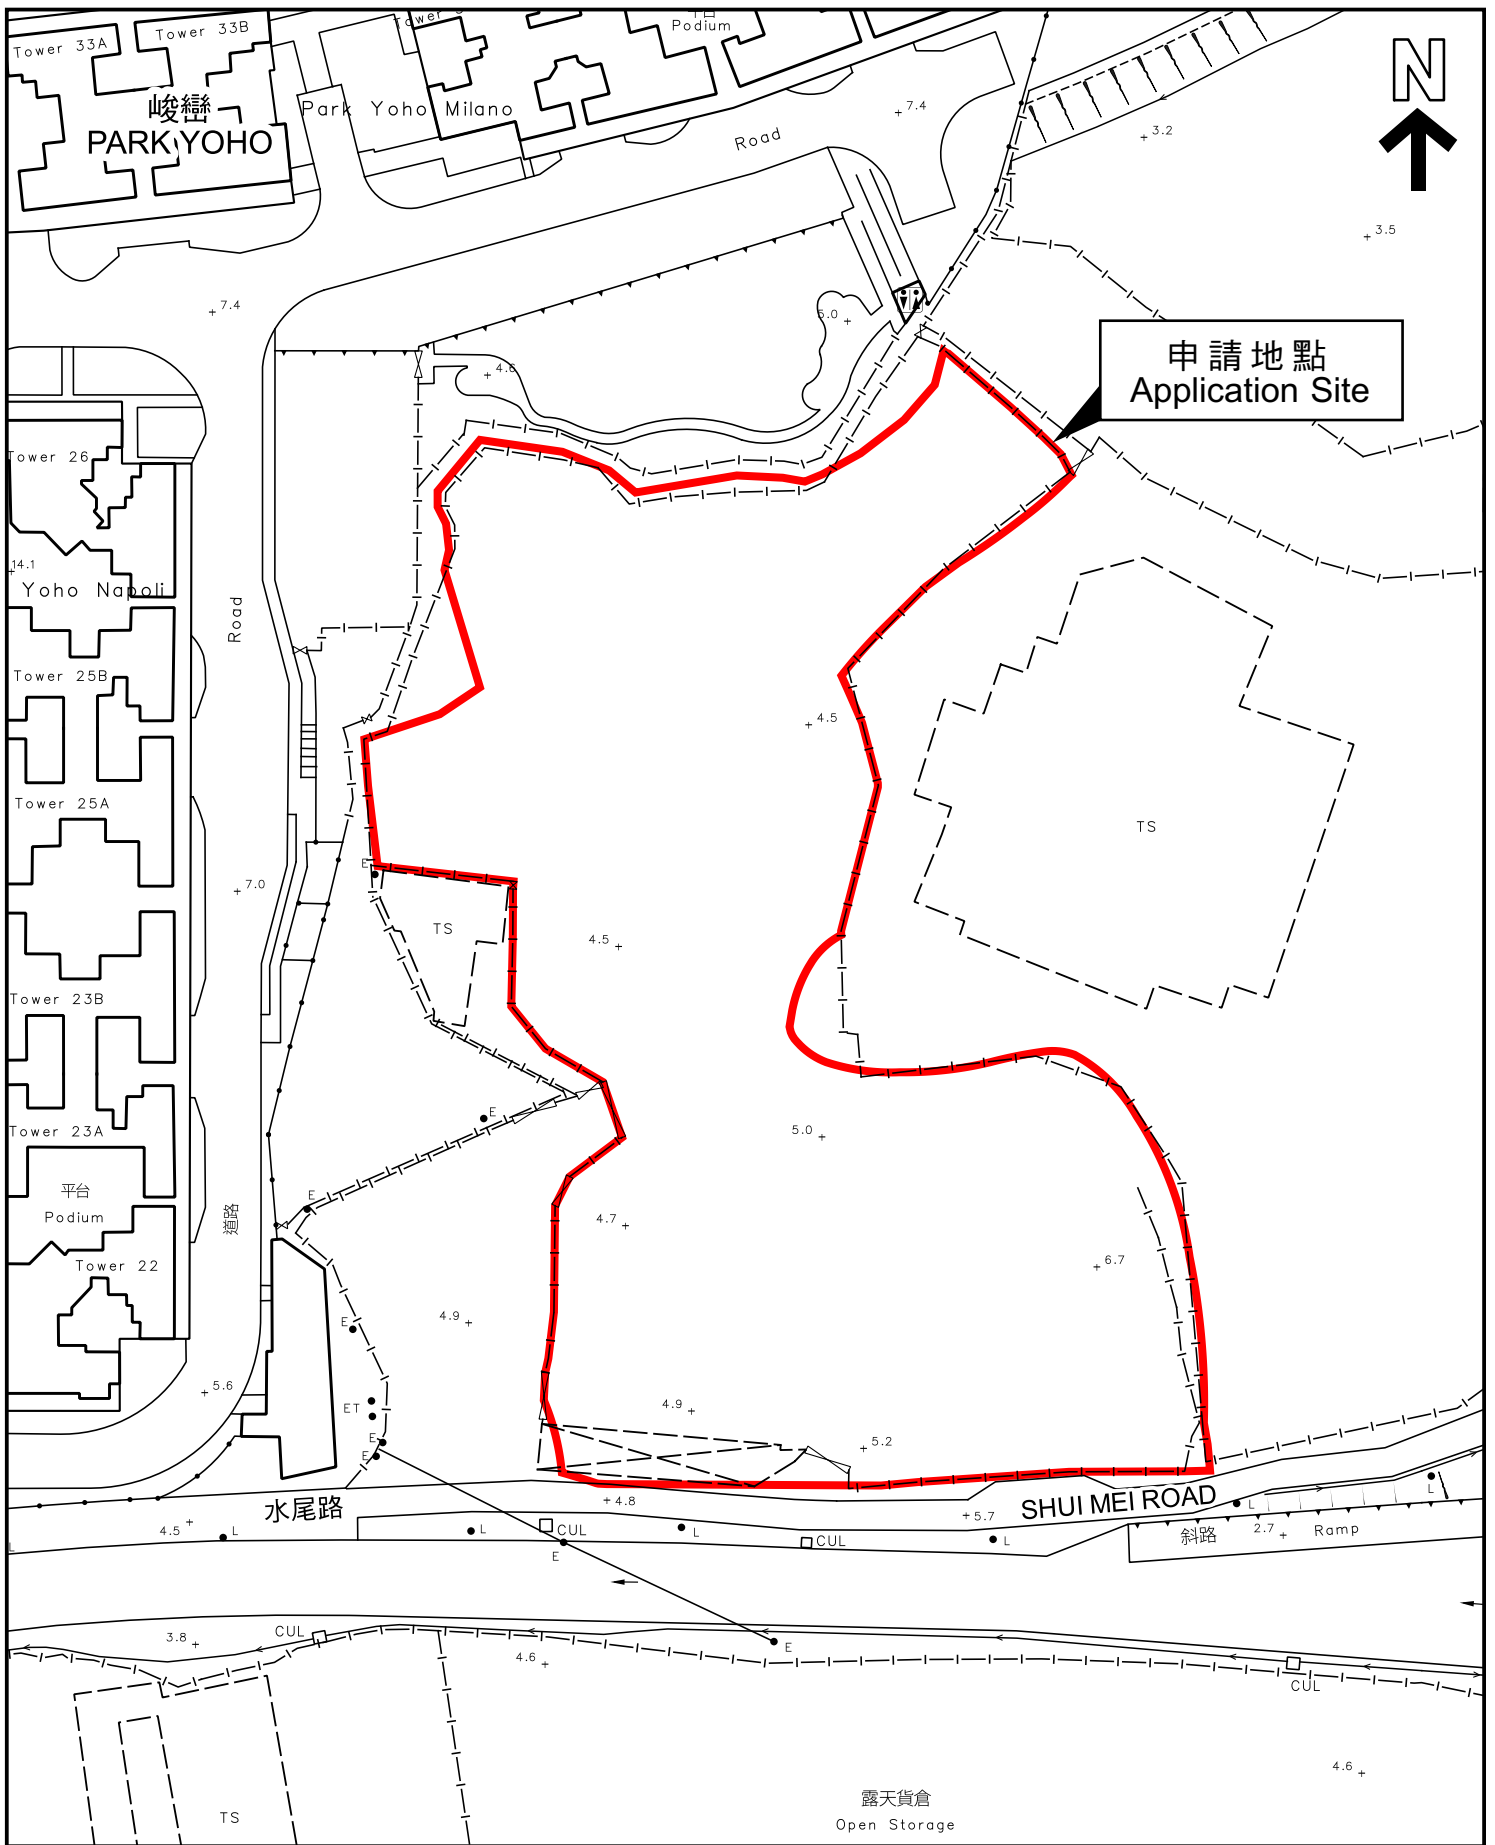 Tower 33A
Tower 33B
平台
Podium
N
峻巒
PARK YOHO
Park Yoho Milano
Road
7.4
3.2
3.5
7.4
5.0
4.6
申請地點
Application Site
Tower 26
14.1
Yoho Napoli
Road
Tower 25B
4.5
Tower 25A
TS
E
7.0
TS
4.5
Tower 23B
E
5.0
Tower 23A
平台
Podium
E
道路
4.7
Tower 22
6.7
4.9
E
5.6
ET
4.9
E
5.2
E
水尾路
4.8
SHUI MEI ROAD
L
L
4.5
L
L
CUL
L
CUL
5.7
L
斜路
2.7
Ramp
E
3.8
CUL
E
4.6
CUL
4.6
露天貨倉
Open Storage
TS